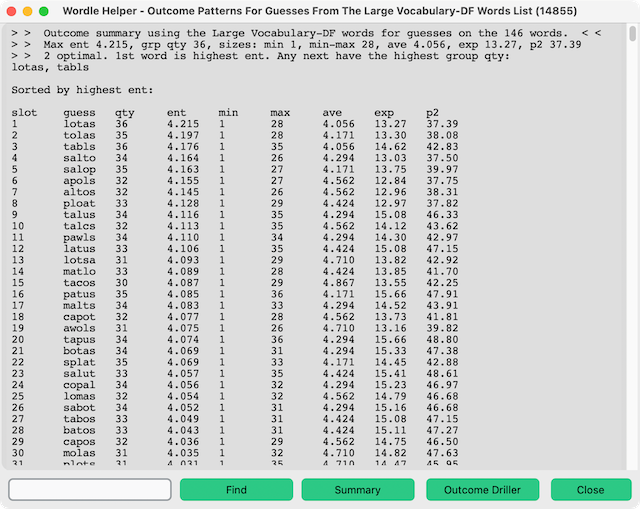 Wordle Helper - Outcome Patterns For Guesses From The Large Vocabulary-DF Words List (14855)
> > Outcome summary using the Large Vocabulary-DF words for guesses on the 146 words. < <
> > Max ent 4.215, grp qty 36, sizes: min 1, min-max 28, ave 4.056, exp 13.27, p2 37.39
> > 2 optimal. 1st word is highest ent. Any next have the highest group qty:
lotas, tabls
Sorted by highest ent:
slot guess qty ent min max ave exp p2
1 lotas 36 4.215 1 28 4.056 13.27 37.39
2 tolas 35 4.197 1 28 4.171 13.30 38.08
3 tabls 36 4.176 1 35 4.056 14.62 42.83
4 salto 34 4.164 1 26 4.294 13.03 37.50
5 salop 35 4.163 1 27 4.171 13.75 39.97
6 apols 32 4.155 1 27 4.562 12.84 37.75
7 altos 32 4.145 1 26 4.562 12.96 38.31
8 ploat 33 4.128 1 29 4.424 12.97 37.82
9 talus 34 4.116 1 35 4.294 15.08 46.33
10 talcs 32 4.113 1 35 4.562 14.12 43.62
11 pawls 34 4.110 1 34 4.294 14.30 42.97
12 latus 33 4.106 1 35 4.424 15.08 47.15
13 lotsa 31 4.093 1 29 4.710 13.82 42.92
14 matlo 33 4.089 1 28 4.424 13.85 41.70
15 tacos 30 4.087 1 29 4.867 13.55 42.25
16 patus 35 4.085 1 36 4.171 15.66 47.91
17 malts 34 4.083 1 33 4.294 14.52 43.91
18 capot 32 4.077 1 28 4.562 13.73 41.81
19 awols 31 4.075 1 26 4.710 13.16 39.82
20 tapus 34 4.074 1 36 4.294 15.66 48.80
21 botas 34 4.069 1 31 4.294 15.33 47.38
22 splat 35 4.069 1 33 4.171 14.45 42.88
23 salut 33 4.057 1 35 4.424 15.41 48.61
24 copal 34 4.056 1 32 4.294 15.23 46.97
25 lomas 32 4.054 1 32 4.562 14.79 46.68
26 sabot 34 4.052 1 31 4.294 15.16 46.68
27 tabos 33 4.049 1 31 4.424 15.08 47.15
28 batos 33 4.043 1 31 4.424 15.11 47.27
29 capos 32 4.036 1 29 4.562 14.75 46.50
30 molas 31 4.035 1 32 4.710 14.82 47.63
31 plots 31 4.031 1 35 4.710 14.47 45.95
Find Summary Outcome Driller Close